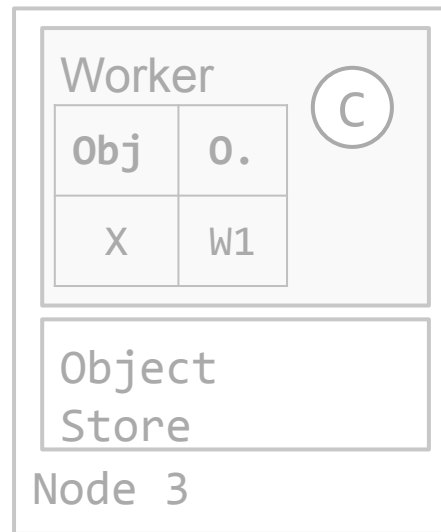 Worker
C
Obj O.
X W1
Object
Store
Node 3